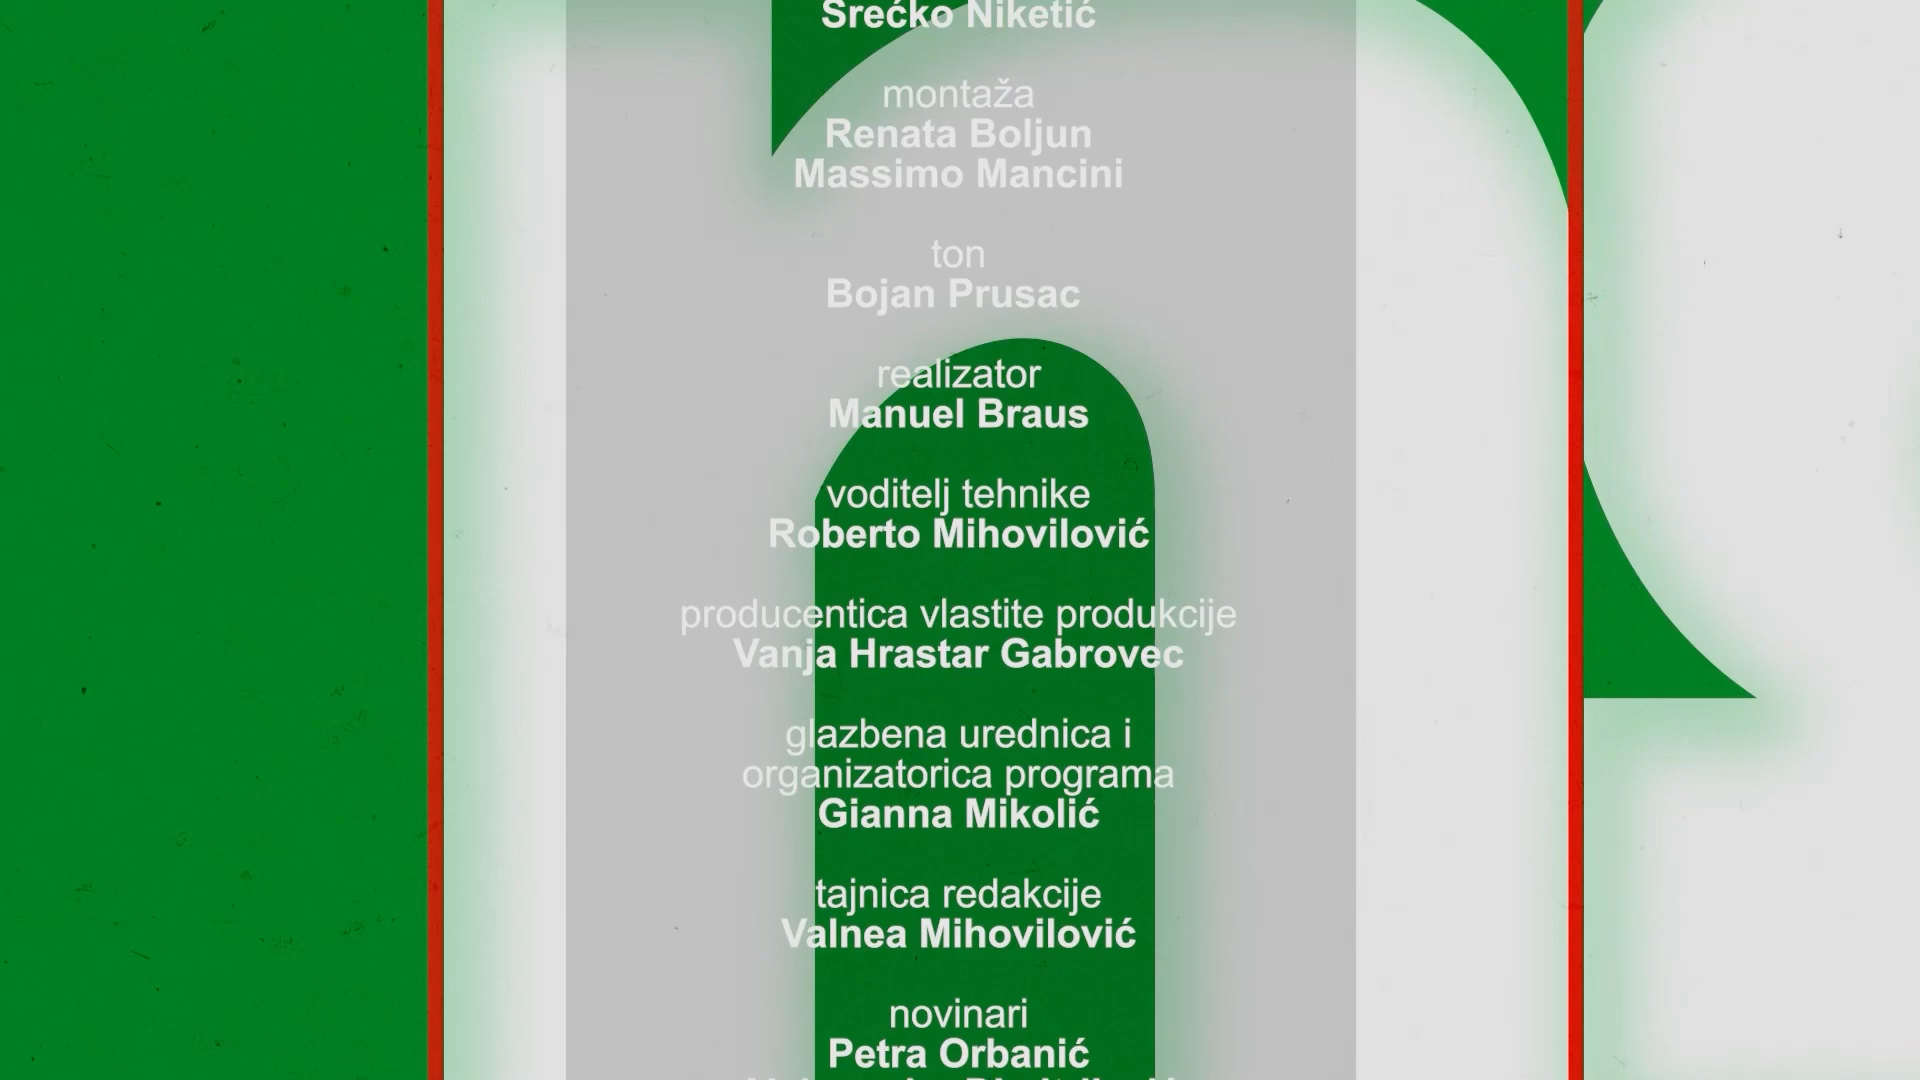 Srećko Niketić
montaža
Renata Boljun
Massimo Mancini
ton
Bojan Prusac
realizator
Manuel Braus
voditelj tehnike
Roberto Mihovilović
producentica vlastite produkcije
Vanja Hrastar Gabrovec
glazbena urednica i
organizatorica programa
Gianna Mikolić
tajnica redakcije
Valnea Mihovilović
novinari
Petra Orbanić